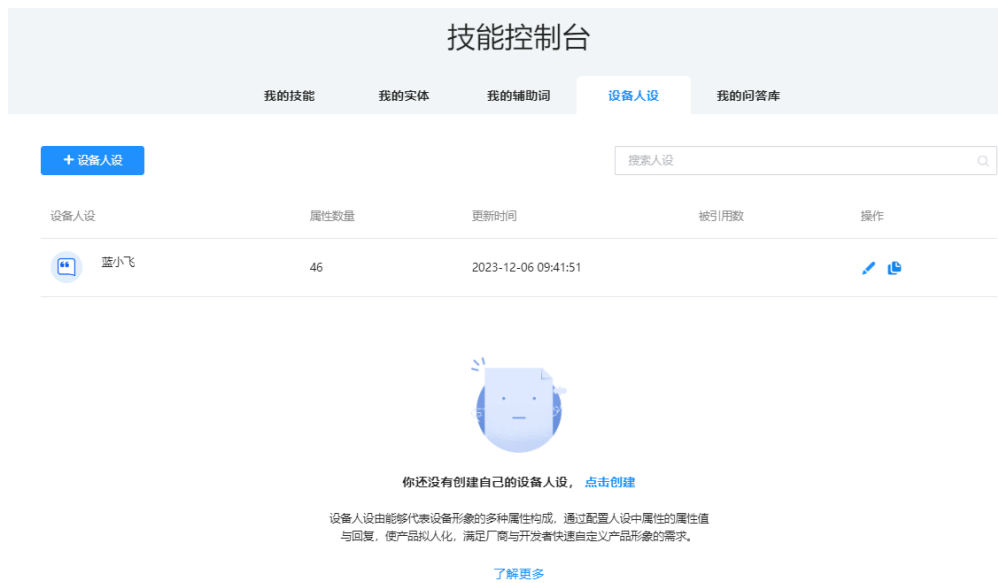 技能控制台
我的技能 我的实体 我的辅助词 设备人设 我的问答库
+ 设备人设 搜索人设
设备人设 属性数量 更新时间 被引用数 操作
蓝小飞 46 2023-12-06 09:41:51
你还没有创建自己的设备人设， 点击创建
设备人设由能够代表设备形象的多种属性构成，通过配置人设中属性的属性值
与回复，使产品拟人化，满足厂商与开发者快速自定义产品形象的需求。
了解更多